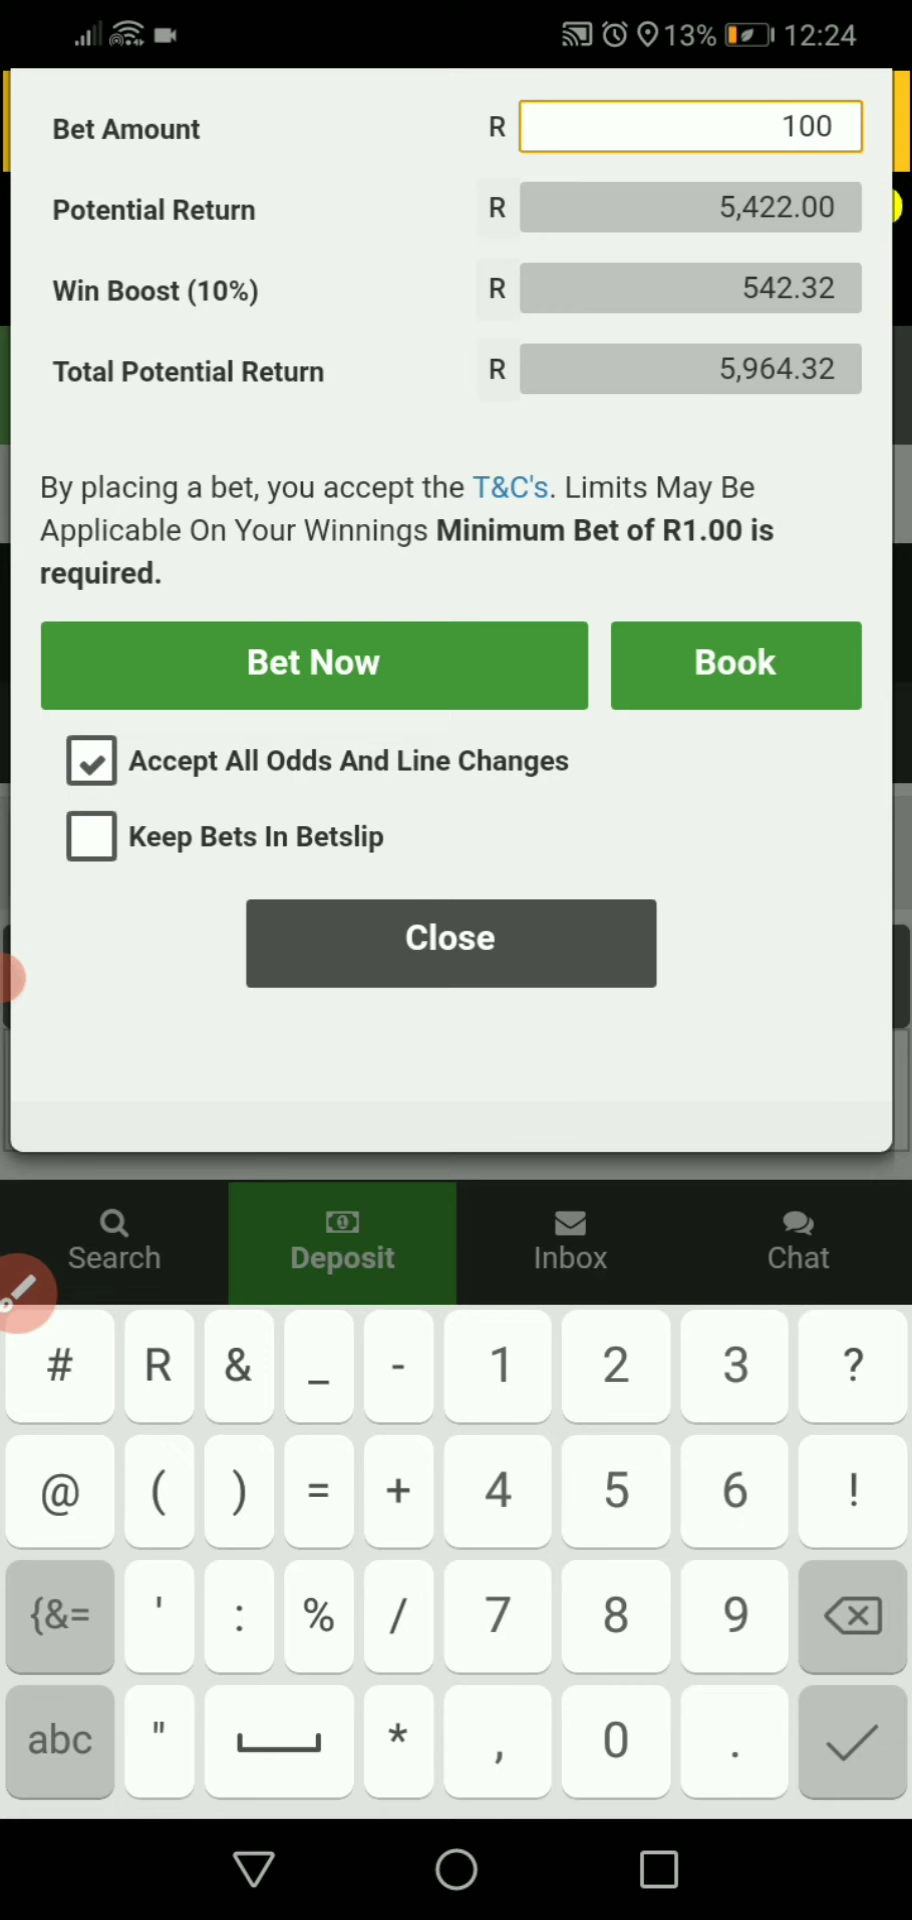 13% 12:24
Bet Amount R 100
Potential Return R 5,422.00
Win Boost (10%) R 542.32
Total Potential Return R 5,964.32
By placing a bet, you accept the T&C's. Limits May Be
Applicable On Your Winnings Minimum Bet of R1.00 is
required.
Bet Now Book
Accept All Odds And Line Changes
Keep Bets In Betslip
Close
Search Deposit Inbox Chat
# R & _ - 1 2 3 ?
@ ( ) = + 4 5 6 !
{&= ' : % / 7 8 9
abc " * , 0 .